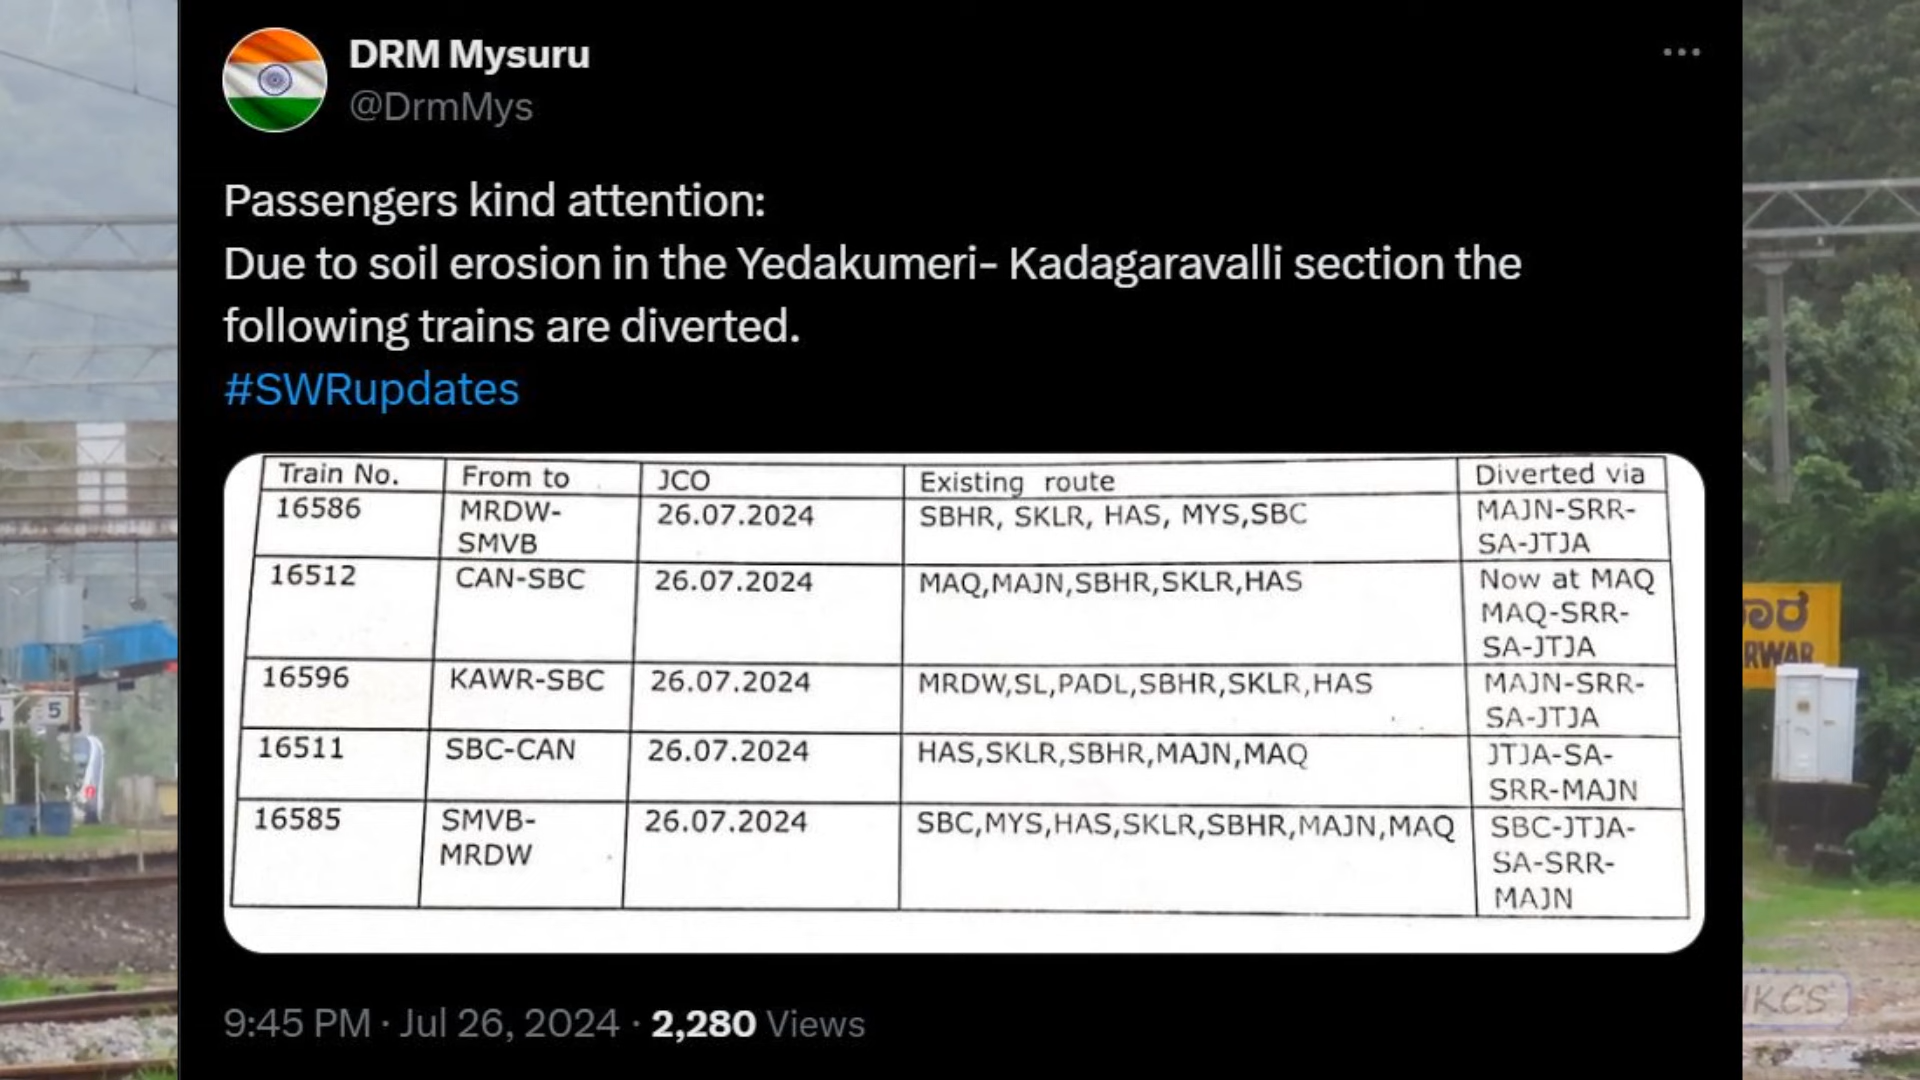 DRM Mysuru
@DrmMys
Passengers kind attention:
Due to soil erosion in the Yedakumeri- Kadagaravalli section the
following trains are diverted.
#SWRupdates
Train No. From to JCO Existing route Diverted via
16586 MRDW- 26.07.2024 SBHR, SKLR, HAS, MYS,SBC MAJN-SRR-
SMVB SA-JTJA
16512 CAN-SBC 26.07.2024 MAQ,MAJN,SBHR,SKLR,HAS Now at MAQ
MAQ-SRR-
SA-JTJA
16596 KAWR-SBC 26.07.2024 MRDW,SL,PADL,SBHR,SKLR,HAS MAJN-SRR-
SA-JTJA
16511 SBC-CAN 26.07.2024 HAS,SKLR,SBHR,MAJN,MAQ JTJA-SA-
SRR-MAJN
16585 SMVB- 26.07.2024 SBC,MYS,HAS,SKLR,SBHR,MAJN,MAQ SBC-JTJA-
MRDW SA-SRR-
MAJN
9:45 PM · Jul 26, 2024 · 2,280 Views
5